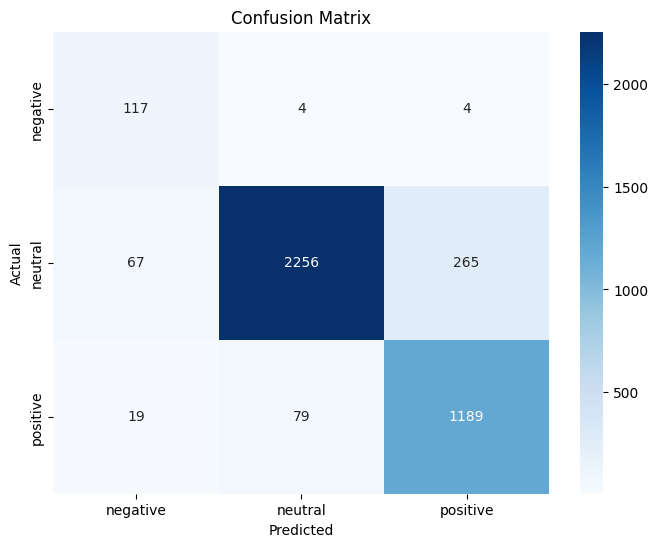 Confusion Matrix
negative
117
4
4
2000
1500
Actual
neutral
67
2256
265
1000
500
positive
19
79
1189
negative
neutral
positive
Predicted